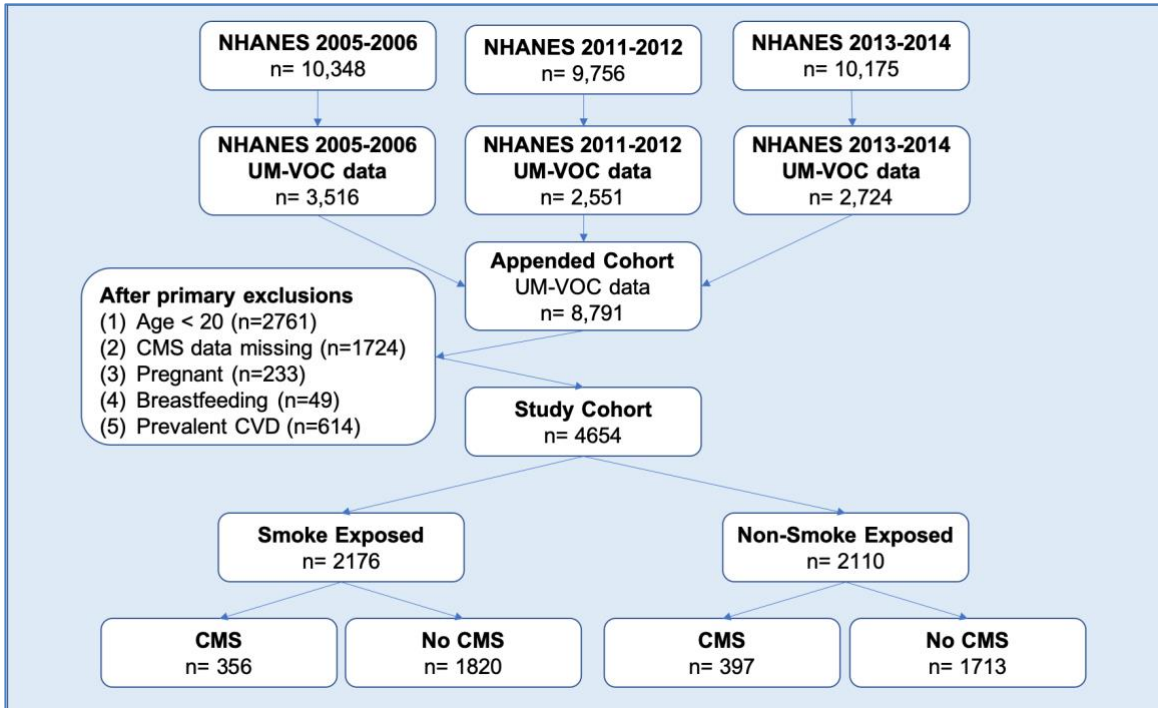 NHANES 2005-2006
n= 10,348
NHANES 2011-2012
n= 9,756
NHANES 2013-2014
n= 10,175
NHANES 2005-2006
UM-VOC data
n= 3,516
NHANES 2011-2012
UM-VOC data
n= 2,551
NHANES 2013-2014
UM-VOC data
n= 2,724
Appended Cohort
UM-VOC data
n= 8,791
After primary exclusions
(1) Age < 20 (n=2761)
(2) CMS data missing (n=1724)
(3) Pregnant (n=233)
(4) Breastfeeding (n=49)
(5) Prevalent CVD (n=614)
Study Cohort
n= 4654
Smoke Exposed
n= 2176
Non-Smoke Exposed
n= 2110
CMS
n= 356
No CMS
n= 1820
CMS
n= 397
No CMS
n= 1713